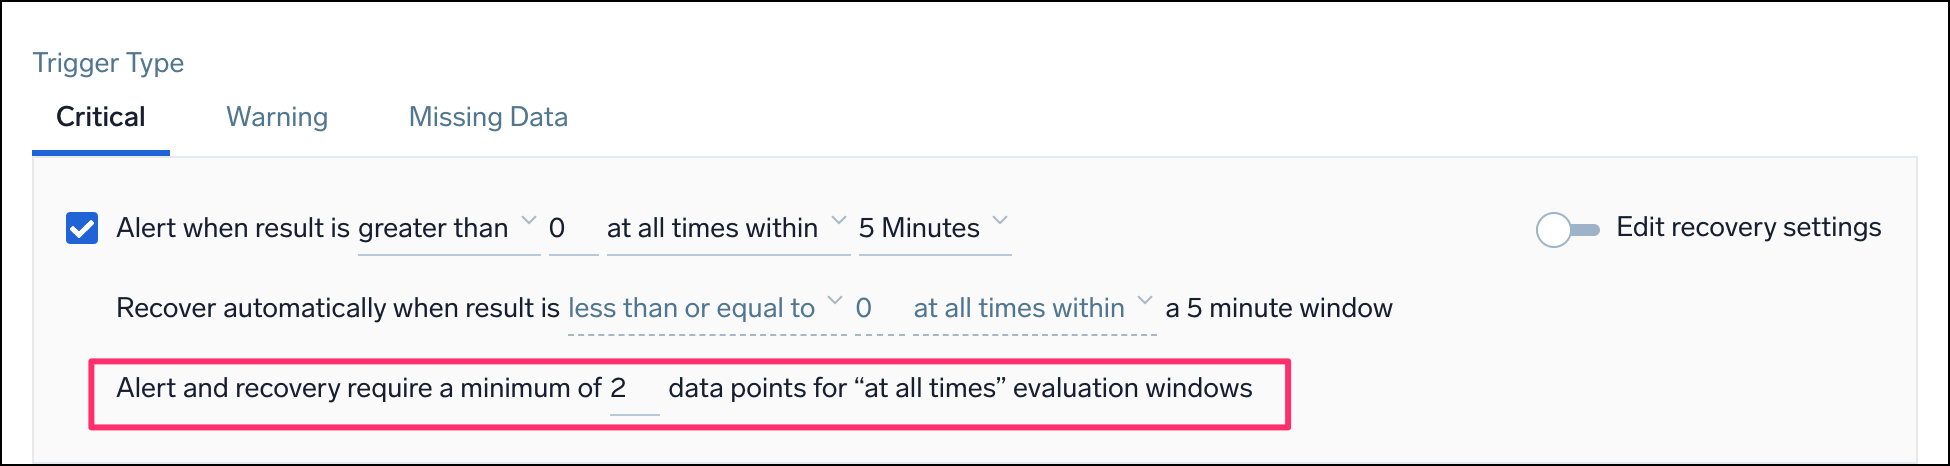 Trigger Type
Critical Warning Missing Data
Alert when result is greater than 0 at all times within 5 Minutes Edit recovery settings
Recover automatically when result is less than or equal to 0 at all times within a 5 minute window
Alert and recovery require a minimum of 2 data points for “at all times” evaluation windows